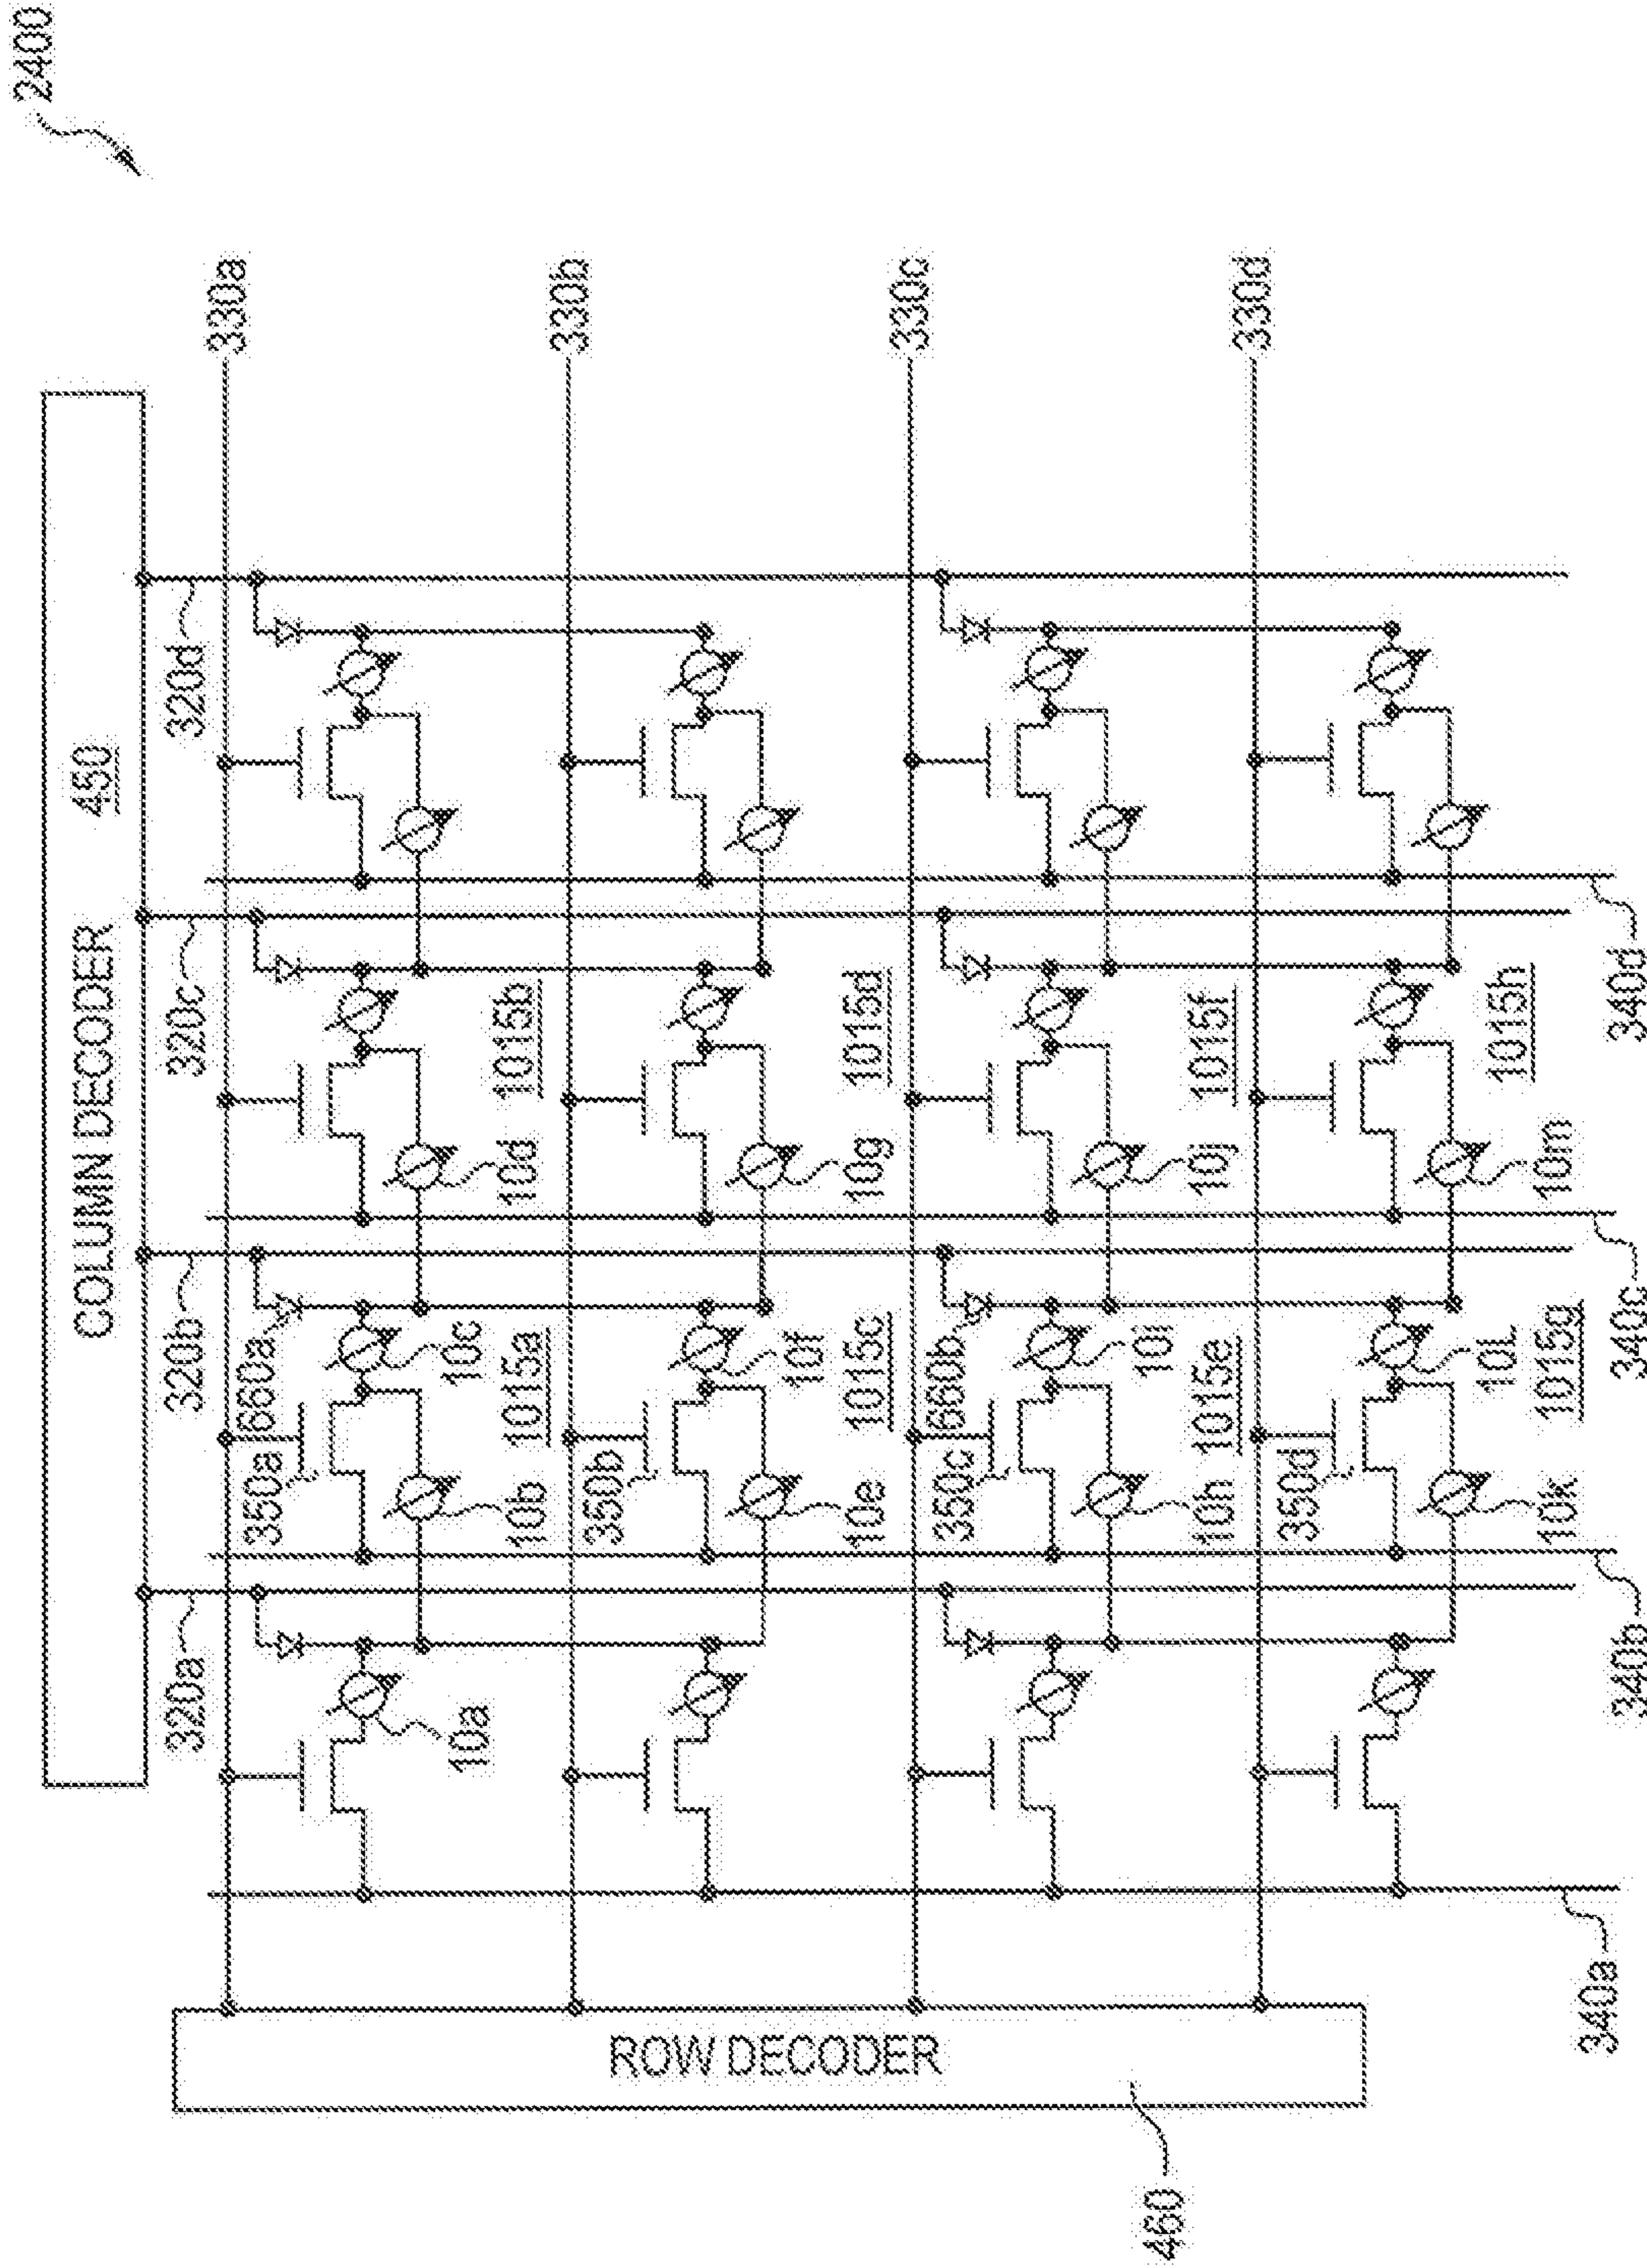 2400
COLUMN DECODER 450
320a
320b
320c
320d
330a
350a
660a
10a
10b
10c
1015a
10d
1015b
330b
350b
10e
10f
1015c
10g
1015d
330c
350c
660b
10h
10i
1015e
10j
1015f
330d
350d
10k
10L
1015g
10m
1015h
340a
340b
340c
340d
ROW DECODER
460